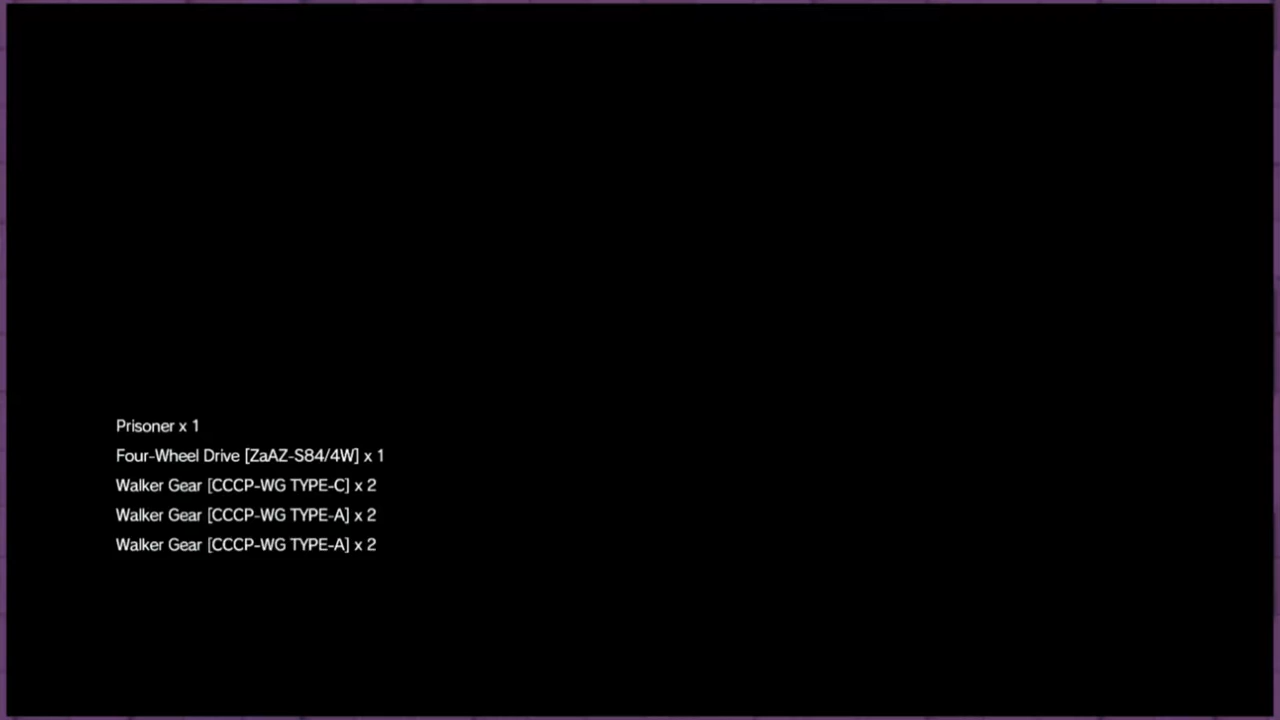 Prisoner x 1
Four-Wheel Drive [ZaAZ-S84/4W] x 1
Walker Gear [CCCP-WG TYPE-C] x 2
Walker Gear [CCCP-WG TYPE-A] x 2
Walker Gear [CCCP-WG TYPE-A] x 2